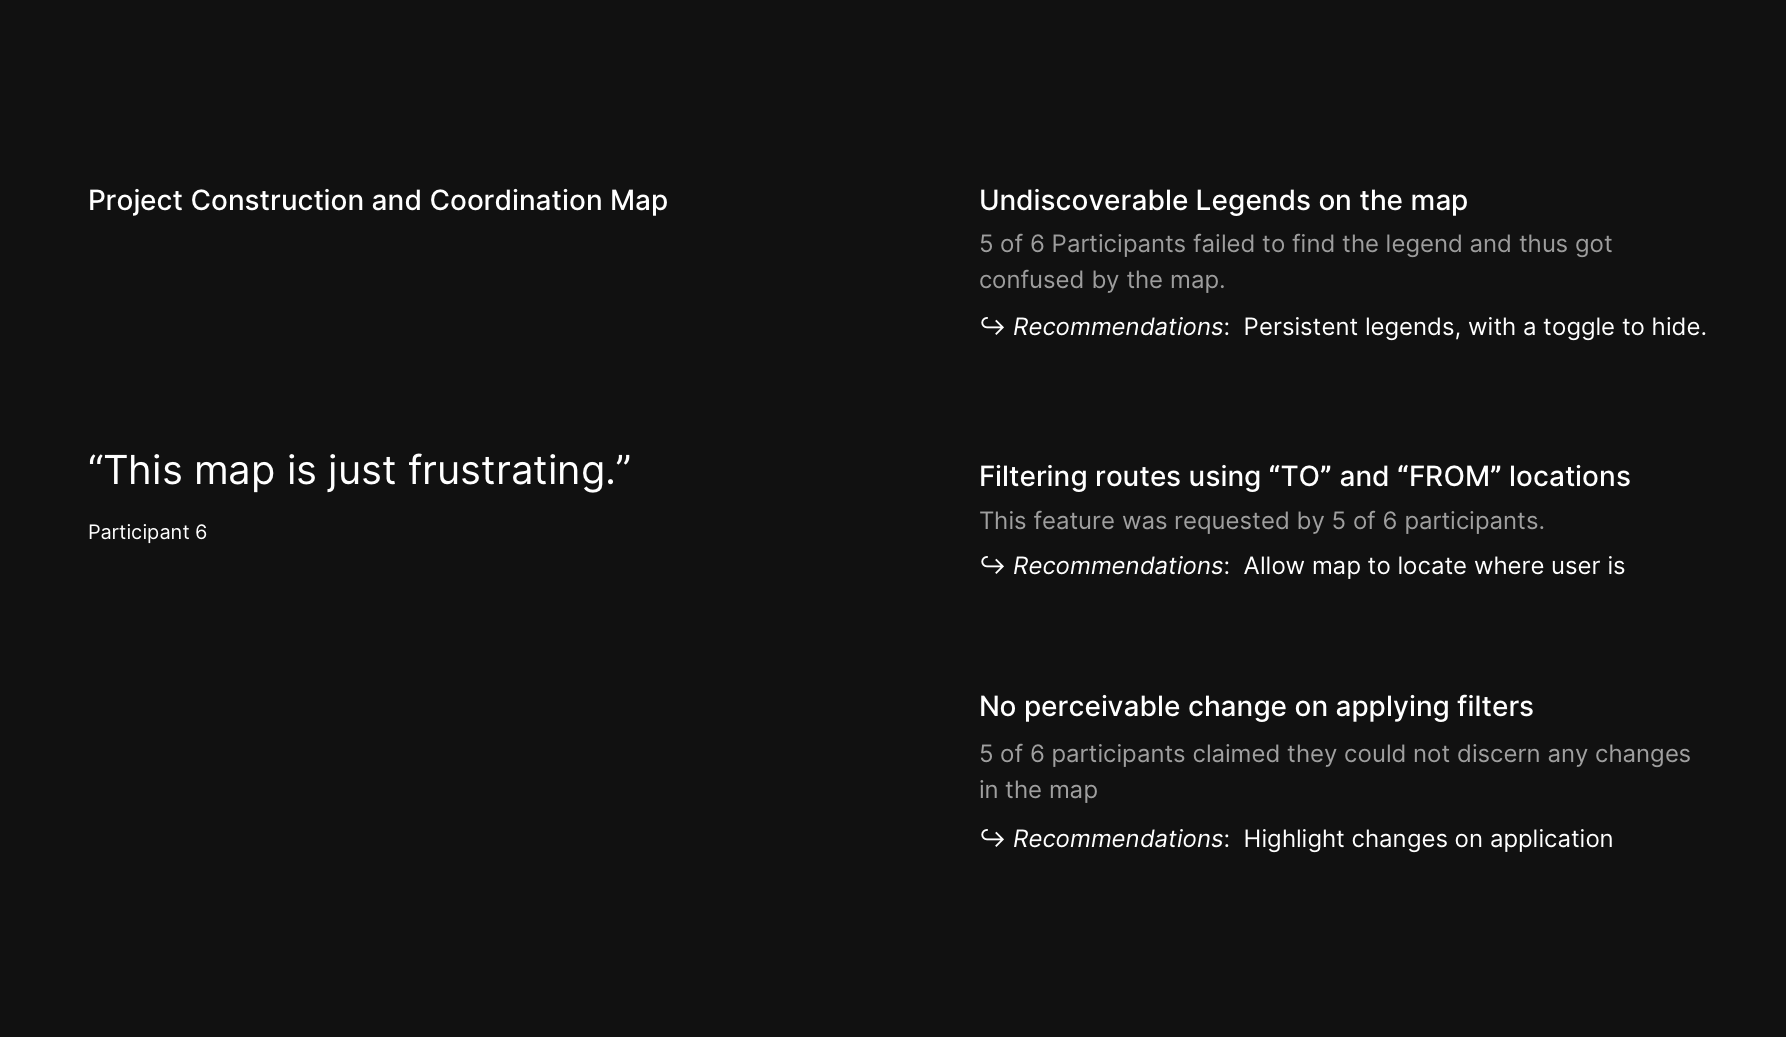 Project Construction and Coordination Map
“This map is just frustrating.”
Participant 6
Undiscoverable Legends on the map
5 of 6 Participants failed to find the legend and thus got
confused by the map.
↪ Recommendations:  Persistent legends, with a toggle to hide.
Filtering routes using “TO” and “FROM” locations
This feature was requested by 5 of 6 participants.
↪ Recommendations:  Allow map to locate where user is
No perceivable change on applying filters
5 of 6 participants claimed they could not discern any changes
in the map
↪ Recommendations:  Highlight changes on application